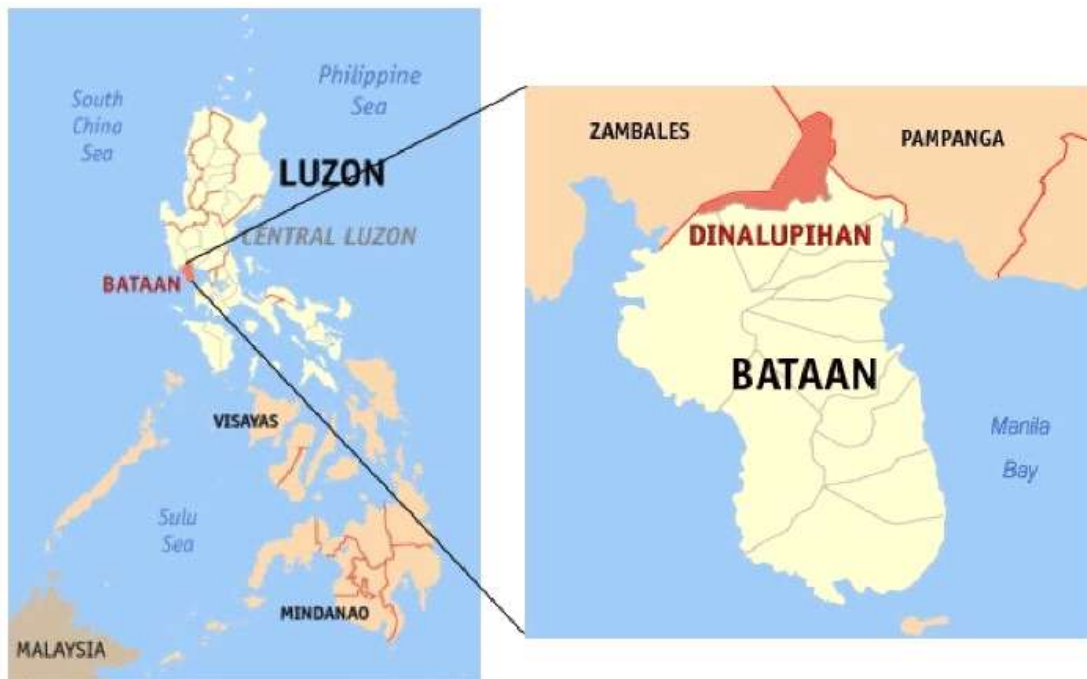 Philippine
Sea
South
China
Sea
LUZON
CENTRAL LUZON
BATAAN
VISAYAS
Sulu
Sea
MINDANAO
MALAYSIA
ZAMBALES
PAMPANGA
DINALUPIHAN
BATAAN
Manila
Bay